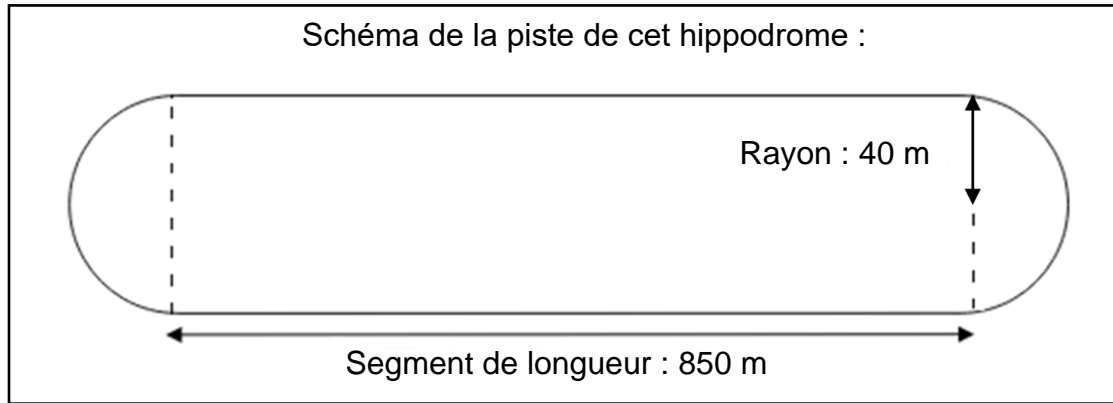 Schéma de la piste de cet hippodrome :
Rayon : 40 m
Segment de longueur : 850 m